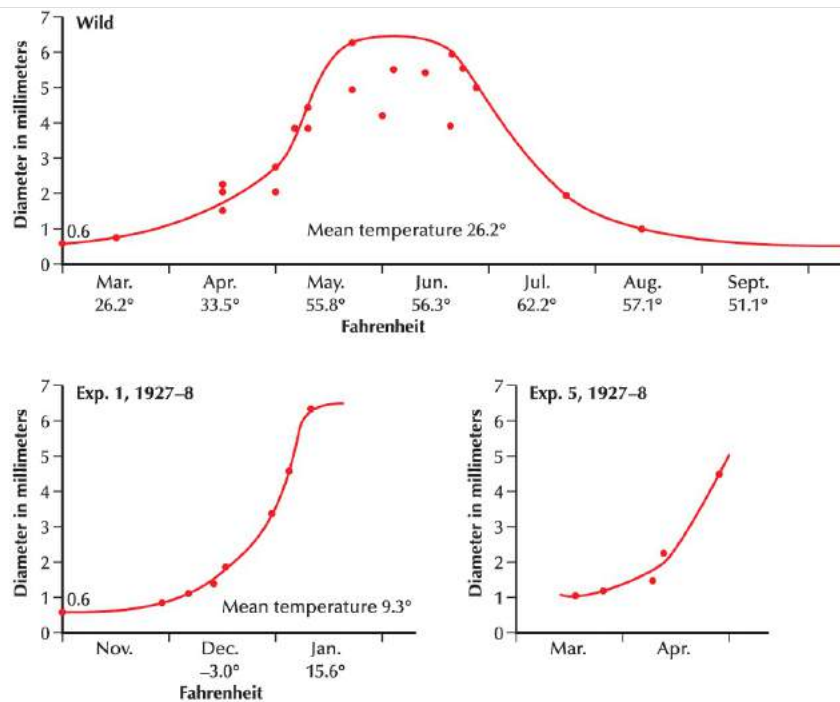 Wild
Diameter in millimeters
7
6
5
4
3
2
1
0
0.6
Mean temperature 26.2°
Mar. Apr. May. Jun. Jul. Aug. Sept.
26.2° 33.5° 55.8° 56.3° 62.2° 57.1° 51.1°
Fahrenheit
Exp. 1, 1927–8
Diameter in millimeters
7
6
5
4
3
2
1
0
0.6
Mean temperature 9.3°
Nov. Dec. Jan.
–3.0° 15.6°
Fahrenheit
Exp. 5, 1927–8
Diameter in millimeters
7
6
5
4
3
2
1
0
Mar. Apr.